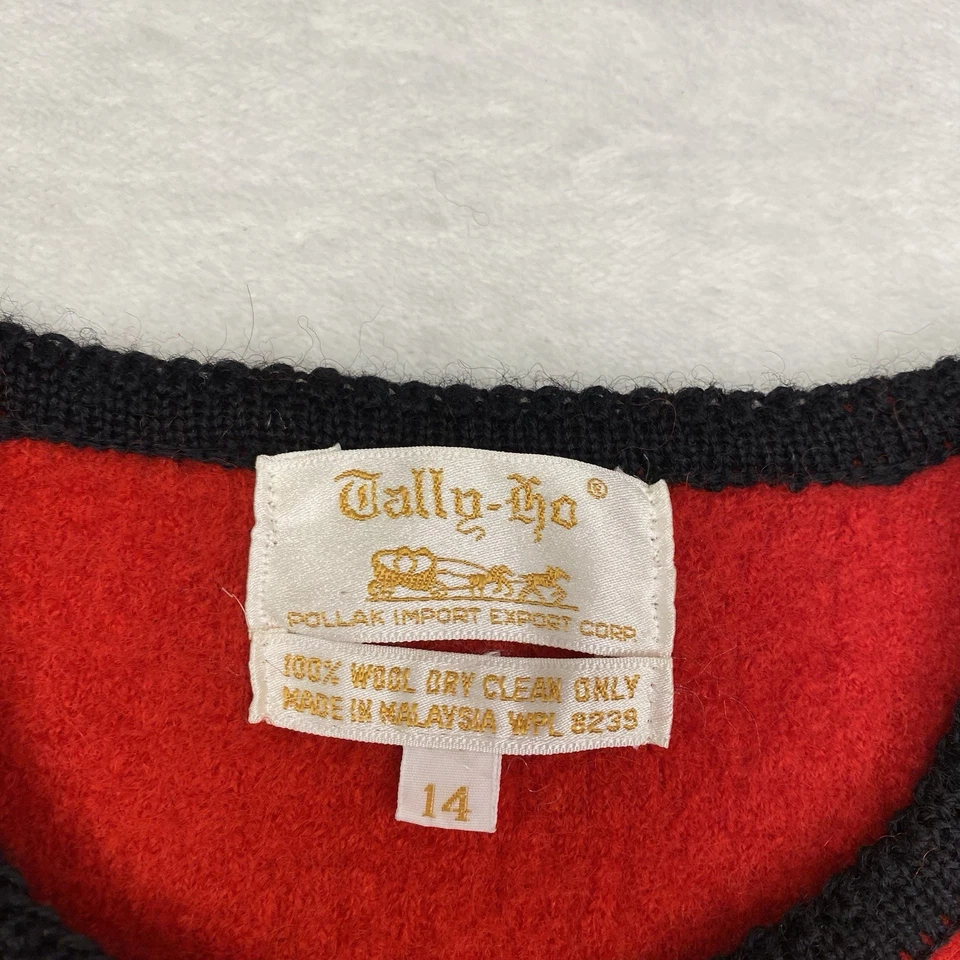 Tally-Ho®
POLLAK IMPORT EXPORT CORP
100% WOOL DRY CLEAN ONLY
MADE IN MALAYSIA WPL 8239
14